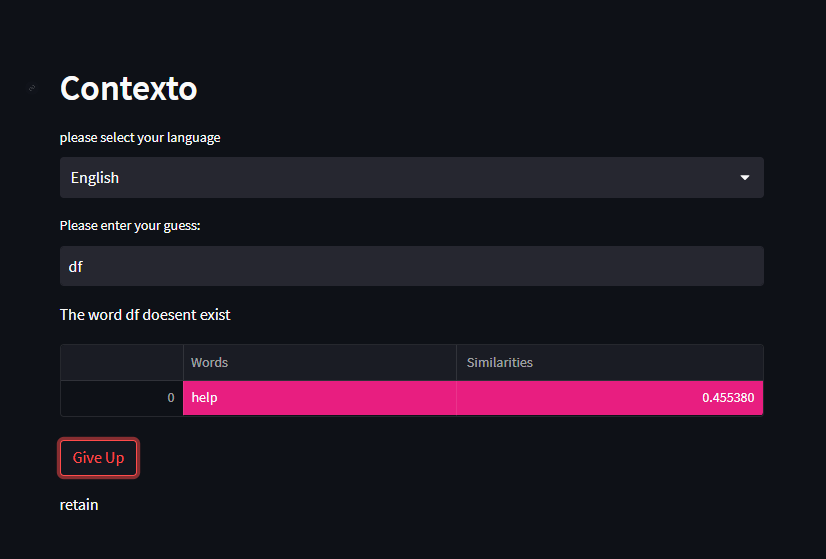 Contexto
please select your language
English
Please enter your guess:
df
The word df doesent exist
Words Similarities
0 help 0.455380
Give Up
retain